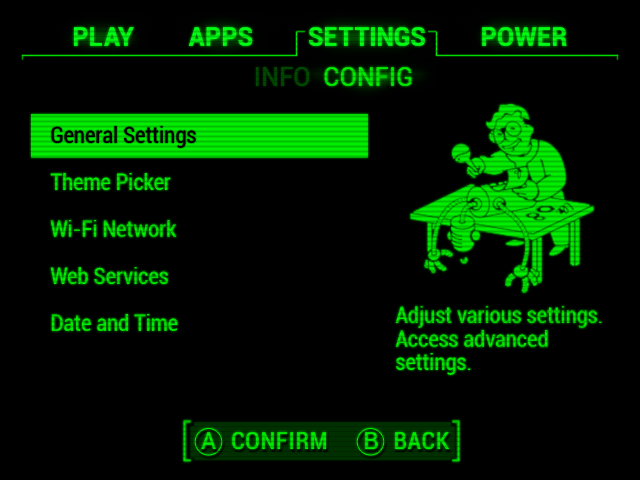 PLAY APPS SETTINGS POWER
INFO CONFIG
General Settings
Theme Picker
Wi-Fi Network
Web Services
Date and Time
Adjust various settings.
Access advanced
settings.
A CONFIRM B BACK